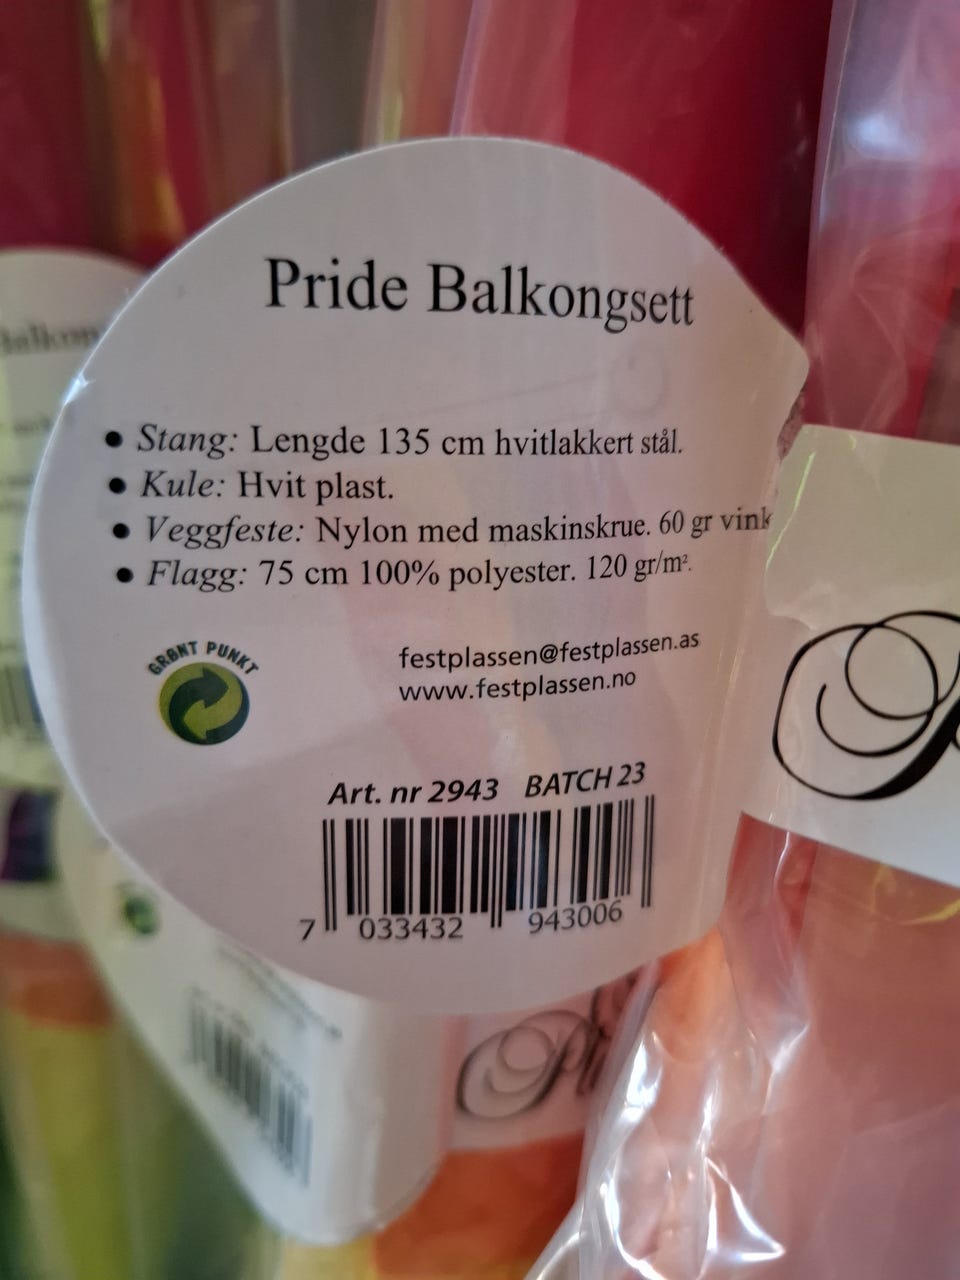 Pride Balkongsett
• Stang: Lengde 135 cm hvitlakkert stål.
• Kule: Hvit plast.
• Veggfeste: Nylon med maskinskrue. 60 gr vink
• Flagg: 75 cm 100% polyester. 120 gr/m².
GRØNT PUNKT
festplassen@festplassen.as
www.festplassen.no
Art. nr 2943 BATCH 23
7 033432 943006